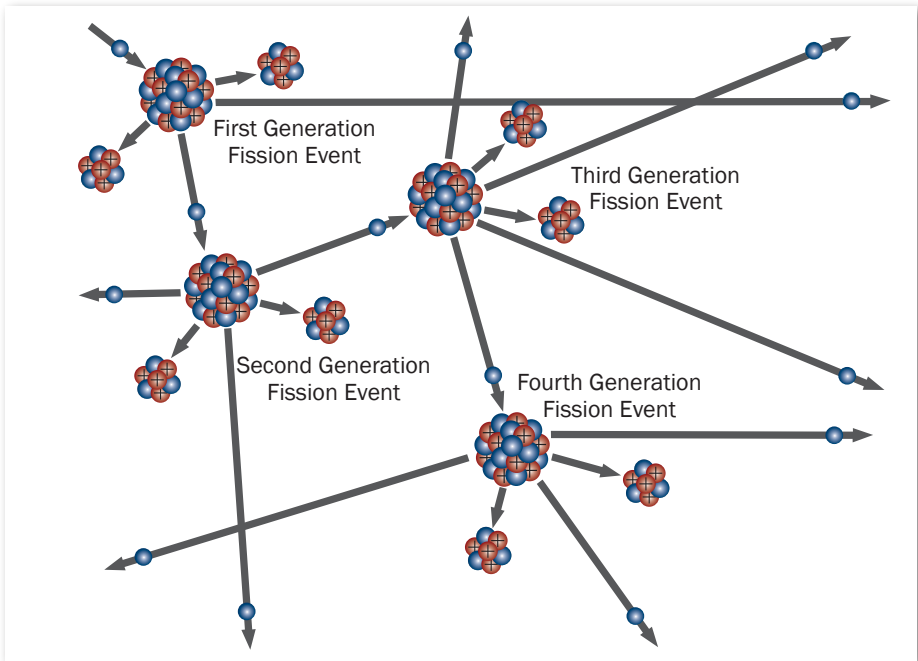 First Generation
Fission Event
Third Generation
Fission Event
Second Generation
Fission Event
Fourth Generation
Fission Event